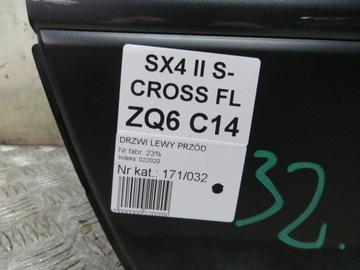 SX4 II S-
CROSS FL
ZQ6 C14
DRZWI LEWY PRZÓD
Nr fabr. 23%
Indeks: 022020
Nr kat.: 171/032
32.